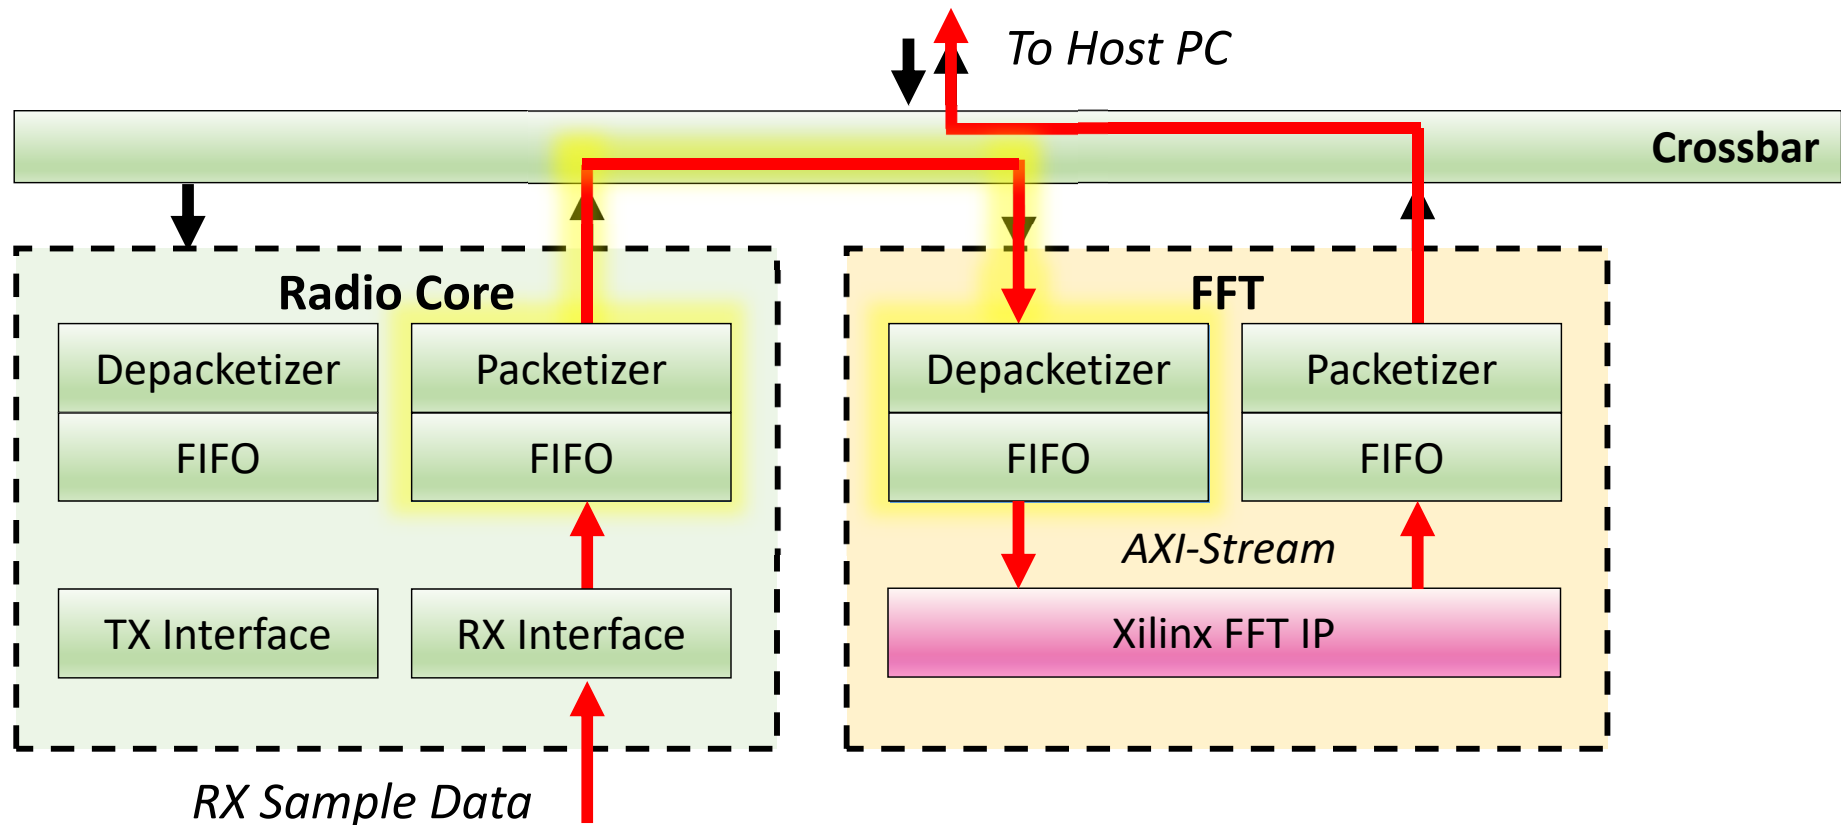 To Host PC
Crossbar
Radio Core
FFT
Depacketizer
Packetizer
Depacketizer
Packetizer
FIFO
FIFO
FIFO
FIFO
AXI-Stream
TX Interface
RX Interface
Xilinx FFT IP
RX Sample Data